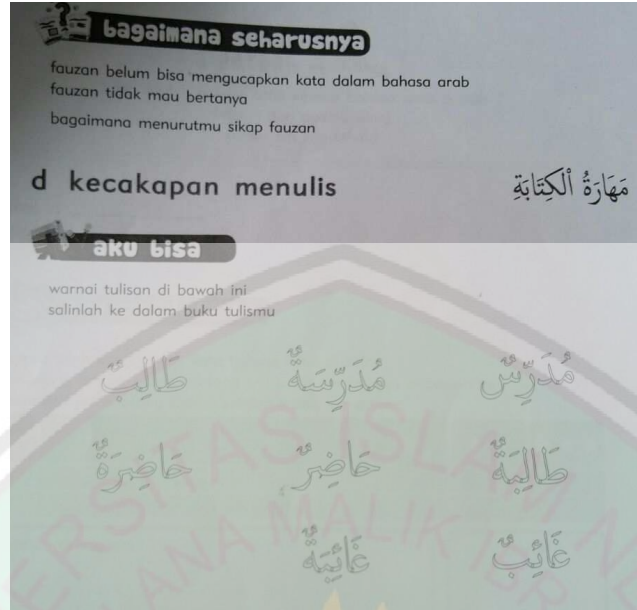 bagaimana seharusnya
fauzan belum bisa mengucapkan kata dalam bahasa arab
fauzan tidak mau bertanya
bagaimana menurutmu sikap fauzan
d kecakapan menulis مَهَارَةُ ٱلْكِتَابَةِ
aku bisa
warnai tulisan di bawah ini
salinlah ke dalam buku tulismu
مُدَرِّسٌ مُدَرِّسَةٌ طَالِبٌ
طَالِبَةٌ حَاضِرٌ حَاضِرَةٌ
غَائِبٌ غَائِبَةٌ